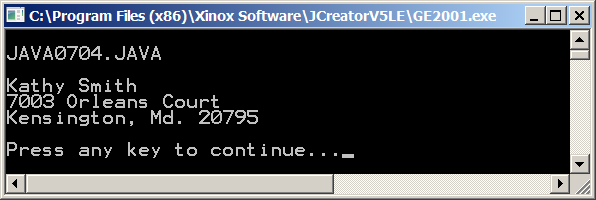 C:\Program Files (x86)\Xinox Software\JCreatorV5LE\GE2001.exe
JAVA0704.JAVA
Kathy Smith
7003 Orleans Court
Kensington, Md. 20795
Press any key to continue..._